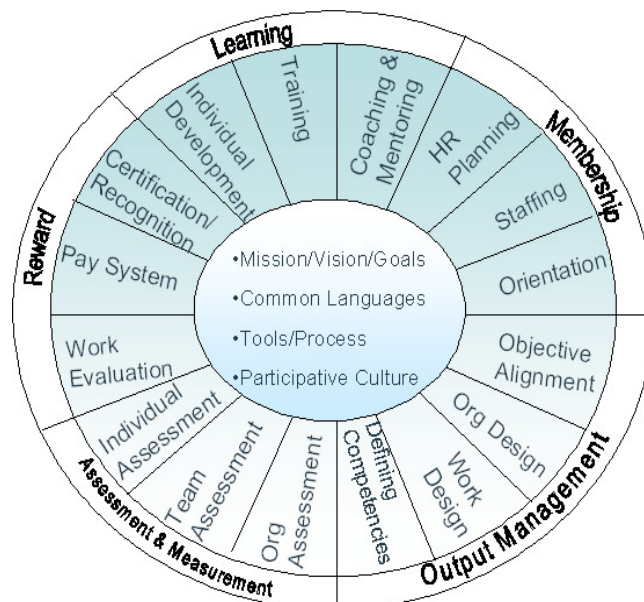 Learning
Individual
Development
Training
Coaching &
Mentoring
Membership
HR
Planning
Staffing
Orientation
Output Management
Objective
Alignment
Org Design
Work
Design
Defining
Competencies
Assessment & Measurement
Org
Assessment
Team
Assessment
Individual
Assessment
Reward
Work
Evaluation
Pay System
Certification/
Recognition
•Mission/Vision/Goals
•Common Languages
•Tools/Process
•Participative Culture